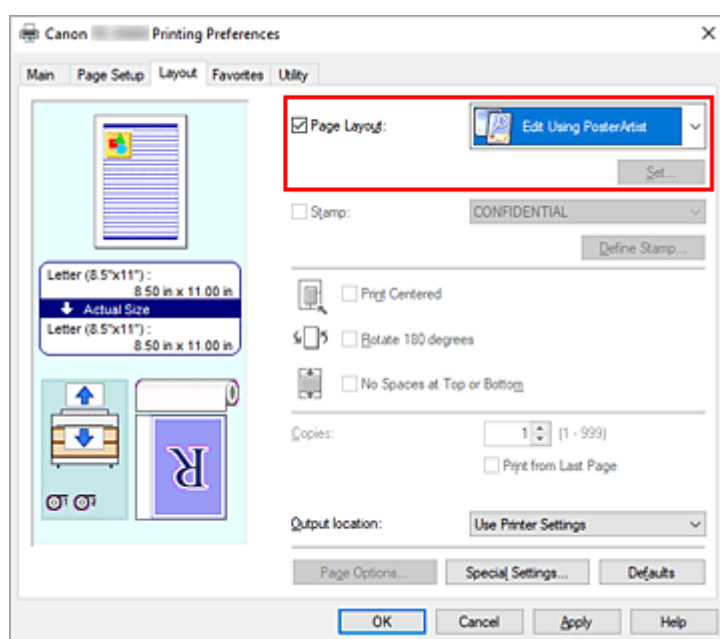 Canon Printing Preferences
Main Page Setup Layout Favorites Utility
Page Layout: Edit Using PosterArtist
Set...
Stamp: CONFIDENTIAL
Define Stamp...
Letter (8.5"x11") :
8.50 in x 11.00 in
Actual Size
Letter (8.5"x11") :
8.50 in x 11.00 in
Print Centered
Rotate 180 degrees
No Spaces at Top or Bottom
Copies: 1 (1 - 999)
Print from Last Page
R
Output location: Use Printer Settings
Page Options... Special Settings... Defaults
OK Cancel Apply Help